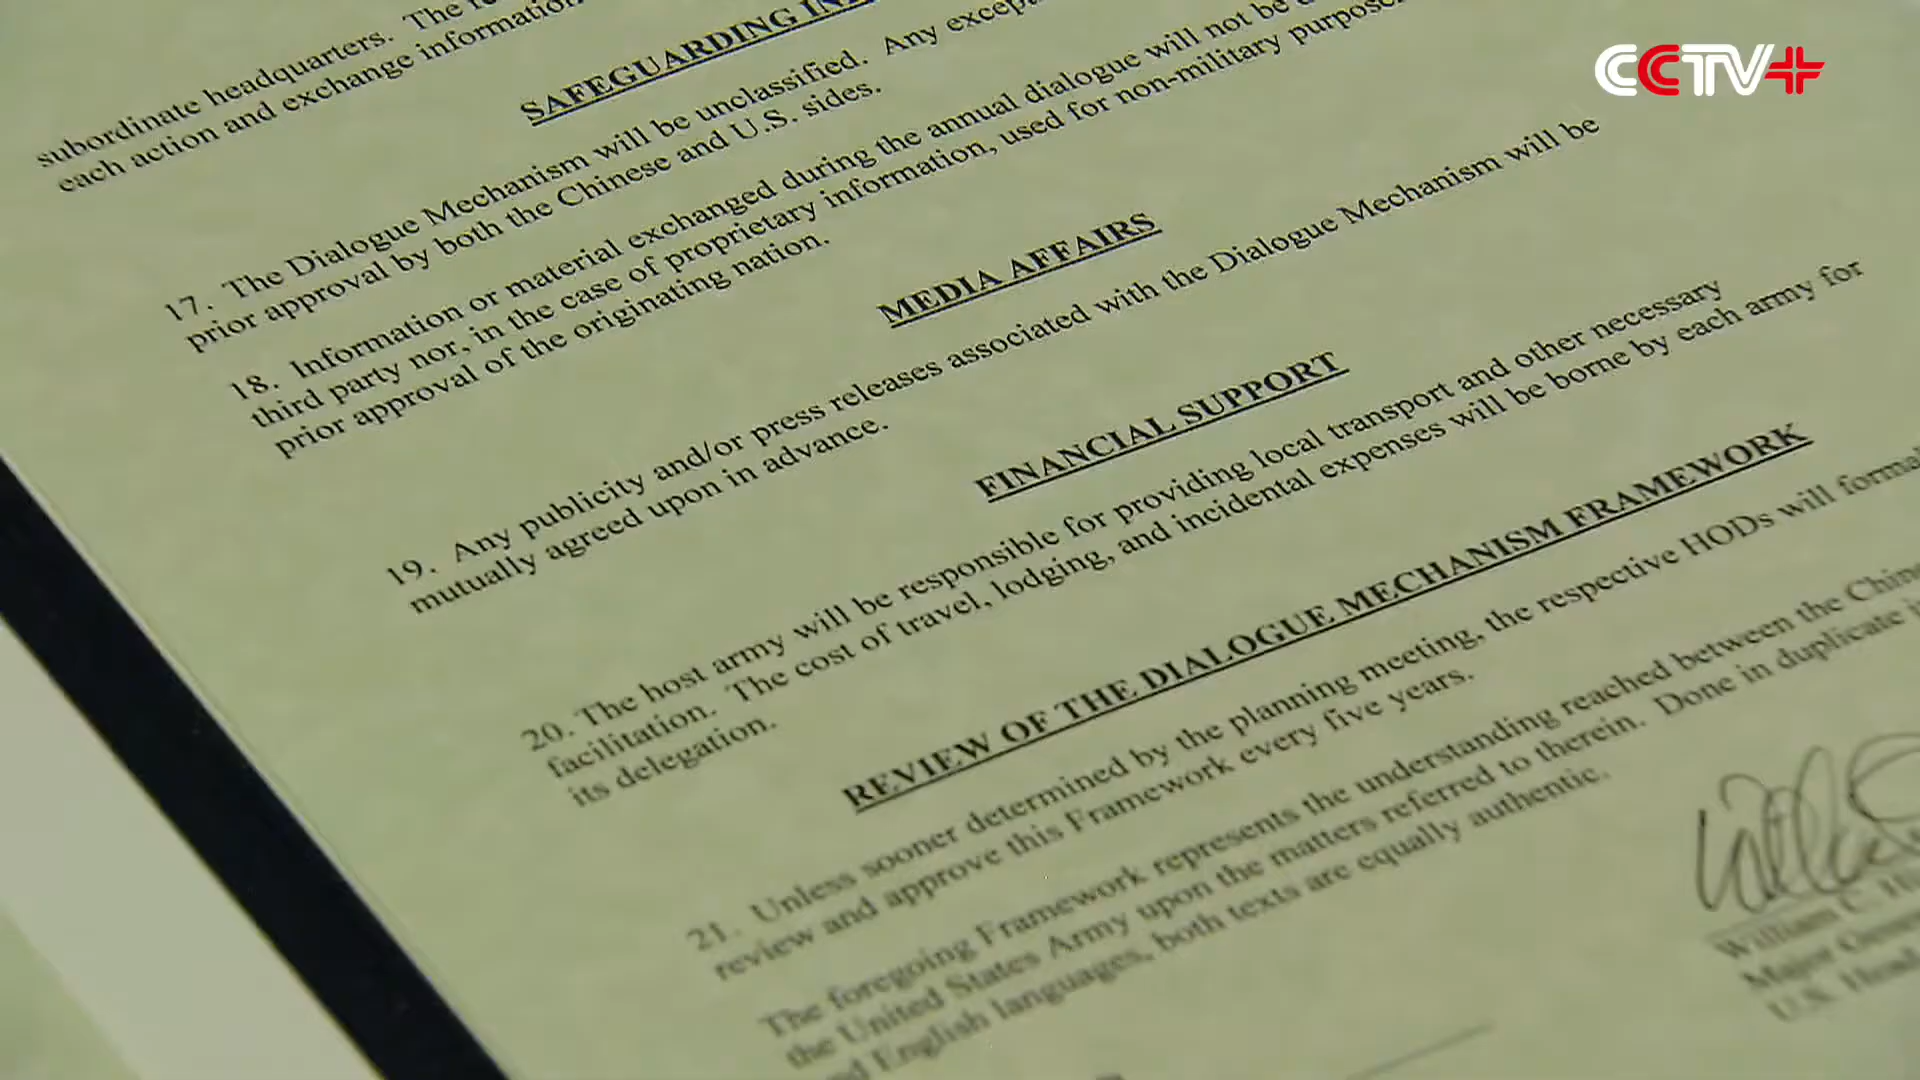 subordinate headquarters. The
each action and exchange information
SAFEGUARDING
17. The Dialogue Mechanism will be unclassified. Any
prior approval by both the Chinese and U.S. sides.
18. Information or material exchanged during the annual dialogue will not be
third party nor, in the case of proprietary information, used for non-military purposes
prior approval of the originating nation.
MEDIA AFFAIRS
19. Any publicity and/or press releases associated with the Dialogue Mechanism will be
mutually agreed upon in advance.
FINANCIAL SUPPORT
20. The host army will be responsible for providing local transport and other necessary
facilitation. The cost of travel, lodging, and incidental expenses will be borne by each army for
its delegation.
REVIEW OF THE DIALOGUE MECHANISM FRAMEWORK
21. Unless sooner determined by the planning meeting, the respective HODs will
review and approve this Framework every five years.
The foregoing Framework represents the understanding reached between the
the United States Army upon the matters referred to therein. Done in duplicate
English languages, both texts are equally authentic.
William C.
Major
U.S.
CCTV+